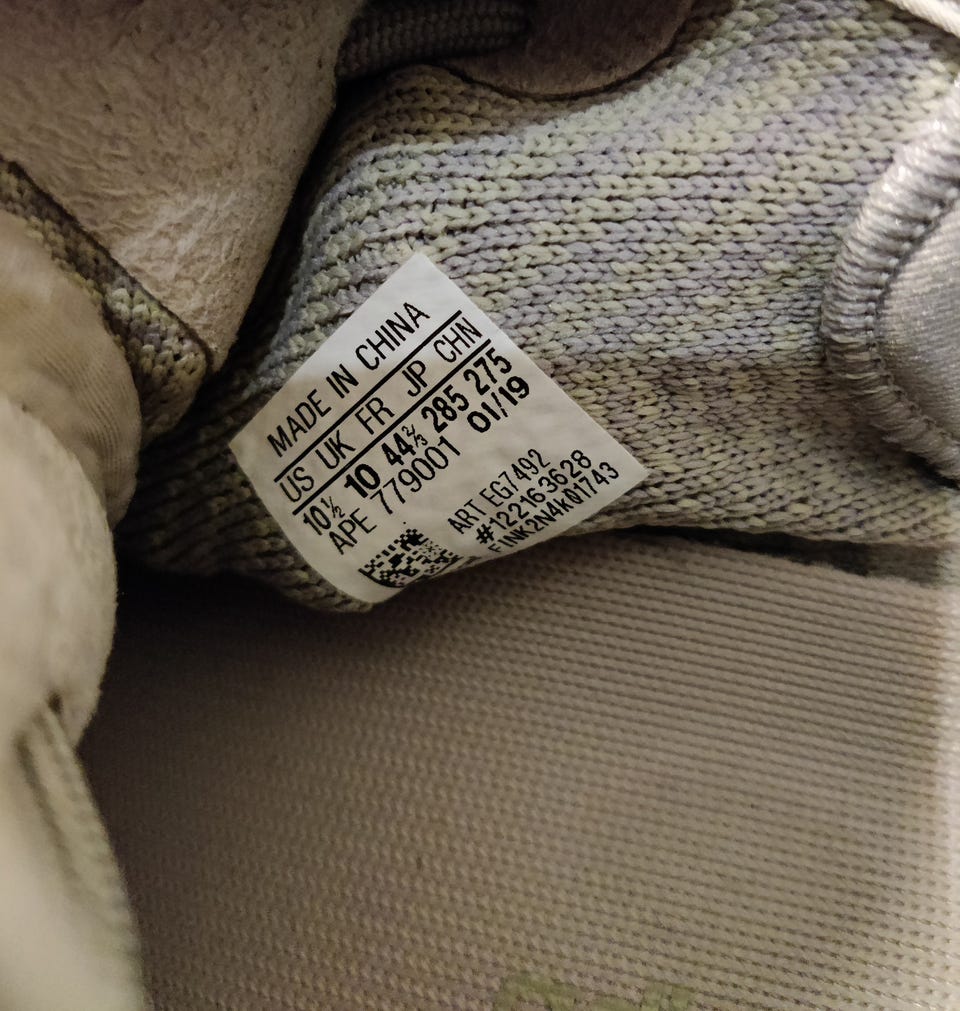 MADE IN CHINA
US UK FR JP CHN
10½ 10 44⅔ 285 275
APE 779001 01/19
ART EG7492
#122163628